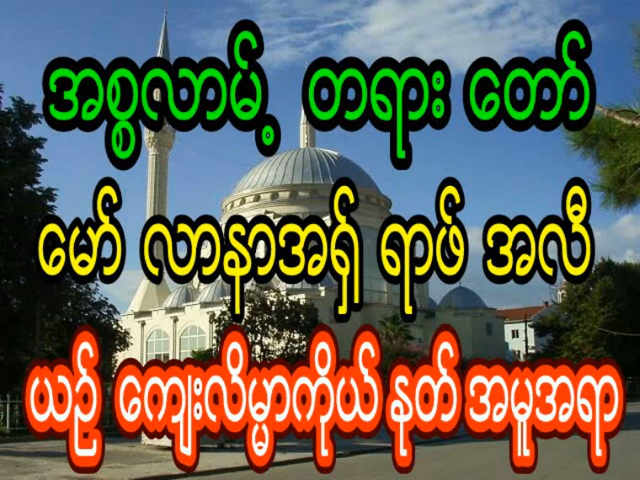 အစ္စလာမ့် တရား တော်
မော် လာနာအရှ် ရာဖ် အလီ
ယဉ် ကျေးလိမ္မာကိုယ် နှုတ် အမူအရာ